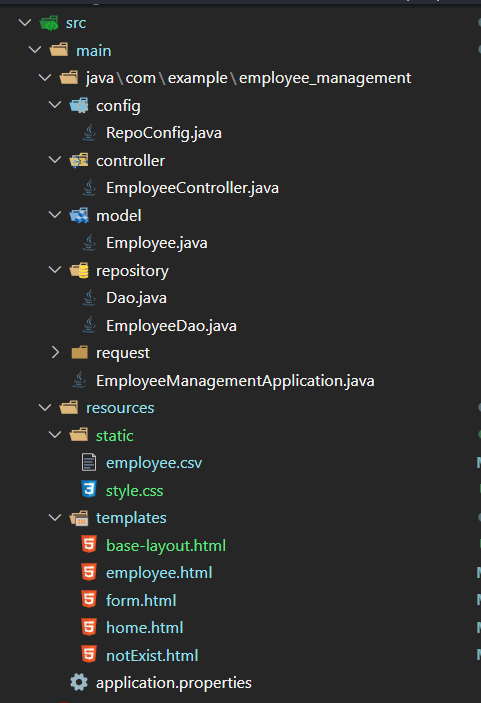 src
main
java\com\example\employee_management
config
RepoConfig.java
controller
EmployeeController.java
model
Employee.java
repository
Dao.java
EmployeeDao.java
request
EmployeeManagementApplication.java
resources
static
employee.csv
style.css
templates
base-layout.html
employee.html
form.html
home.html
notExist.html
application.properties